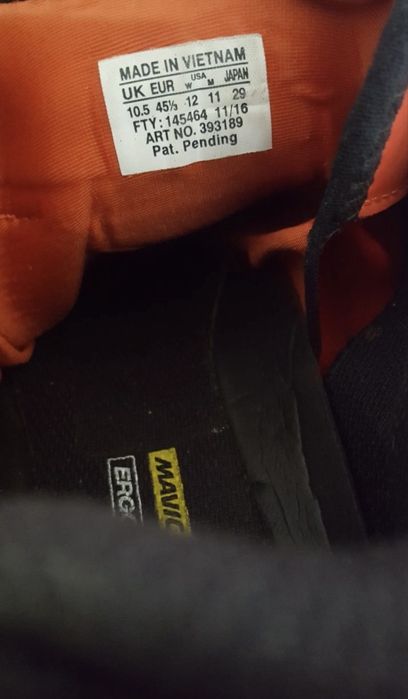 MADE IN VIETNAM
UK EUR W USA M JAPAN
10.5 45⅓ 12 11 29
FTY: 145464 11/16
ART NO. 393189
Pat. Pending
MAVIC